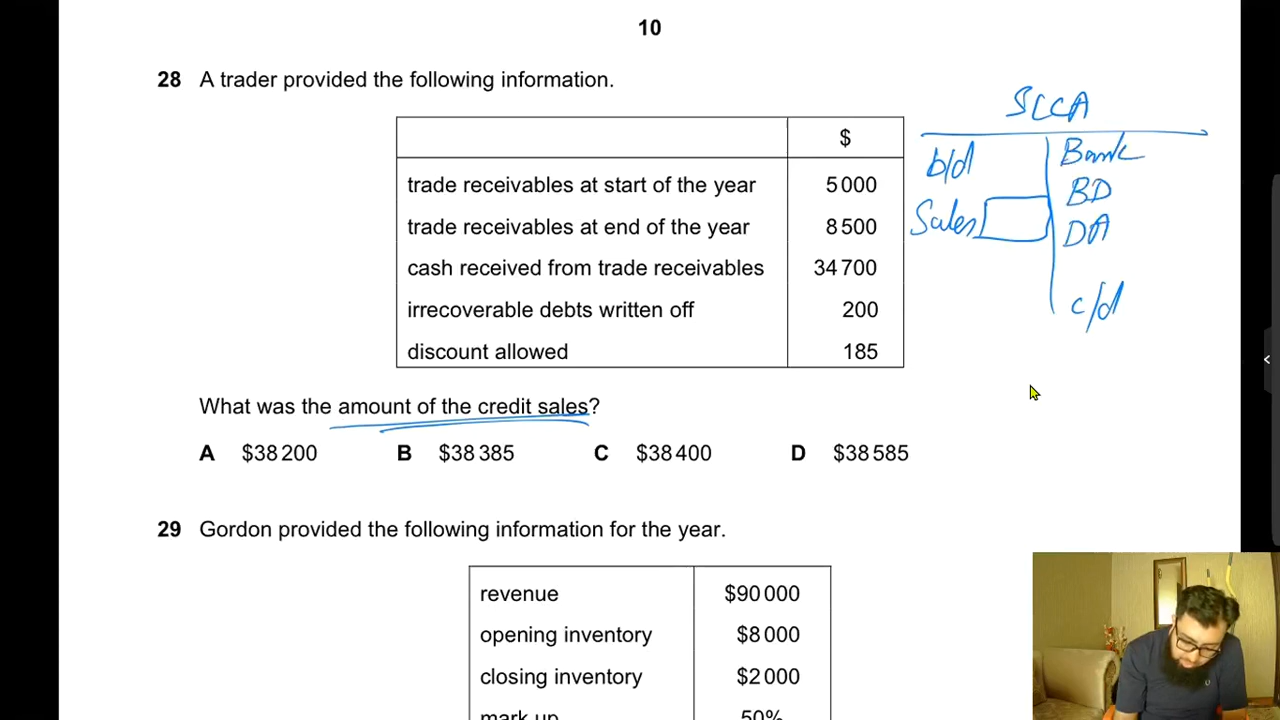 10
28 A trader provided the following information.
$
trade receivables at start of the year 5 000
trade receivables at end of the year 8 500
cash received from trade receivables 34 700
irrecoverable debts written off 200
discount allowed 185
SLCA
b/d Bank
BD
Sales DA
c/d
What was the amount of the credit sales?
A $38 200 B $38 385 C $38 400 D $38 585
29 Gordon provided the following information for the year.
revenue $90 000
opening inventory $8 000
closing inventory $2 000
mark up 50%